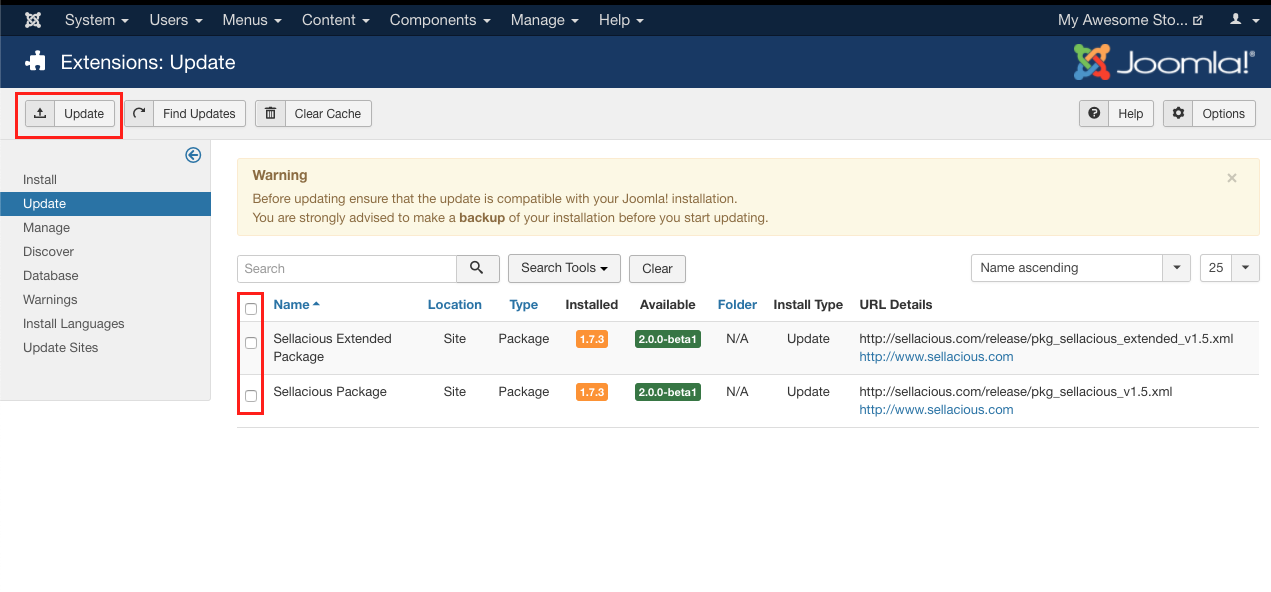 System Users Menus Content Components Manage Help My Awesome Sto...
Extensions: Update Joomla!®
Update Find Updates Clear Cache Help Options
Install
Update
Manage
Discover
Database
Warnings
Install Languages
Update Sites
Warning ×
Before updating ensure that the update is compatible with your Joomla! installation.
You are strongly advised to make a backup of your installation before you start updating.
Search Search Tools Clear Name ascending 25
Name Location Type Installed Available Folder Install Type URL Details
Sellacious Extended Site Package 1.7.3 2.0.0-beta1 N/A Update http://sellacious.com/release/pkg_sellacious_extended_v1.5.xml
Package http://www.sellacious.com
Sellacious Package Site Package 1.7.3 2.0.0-beta1 N/A Update http://sellacious.com/release/pkg_sellacious_v1.5.xml
http://www.sellacious.com